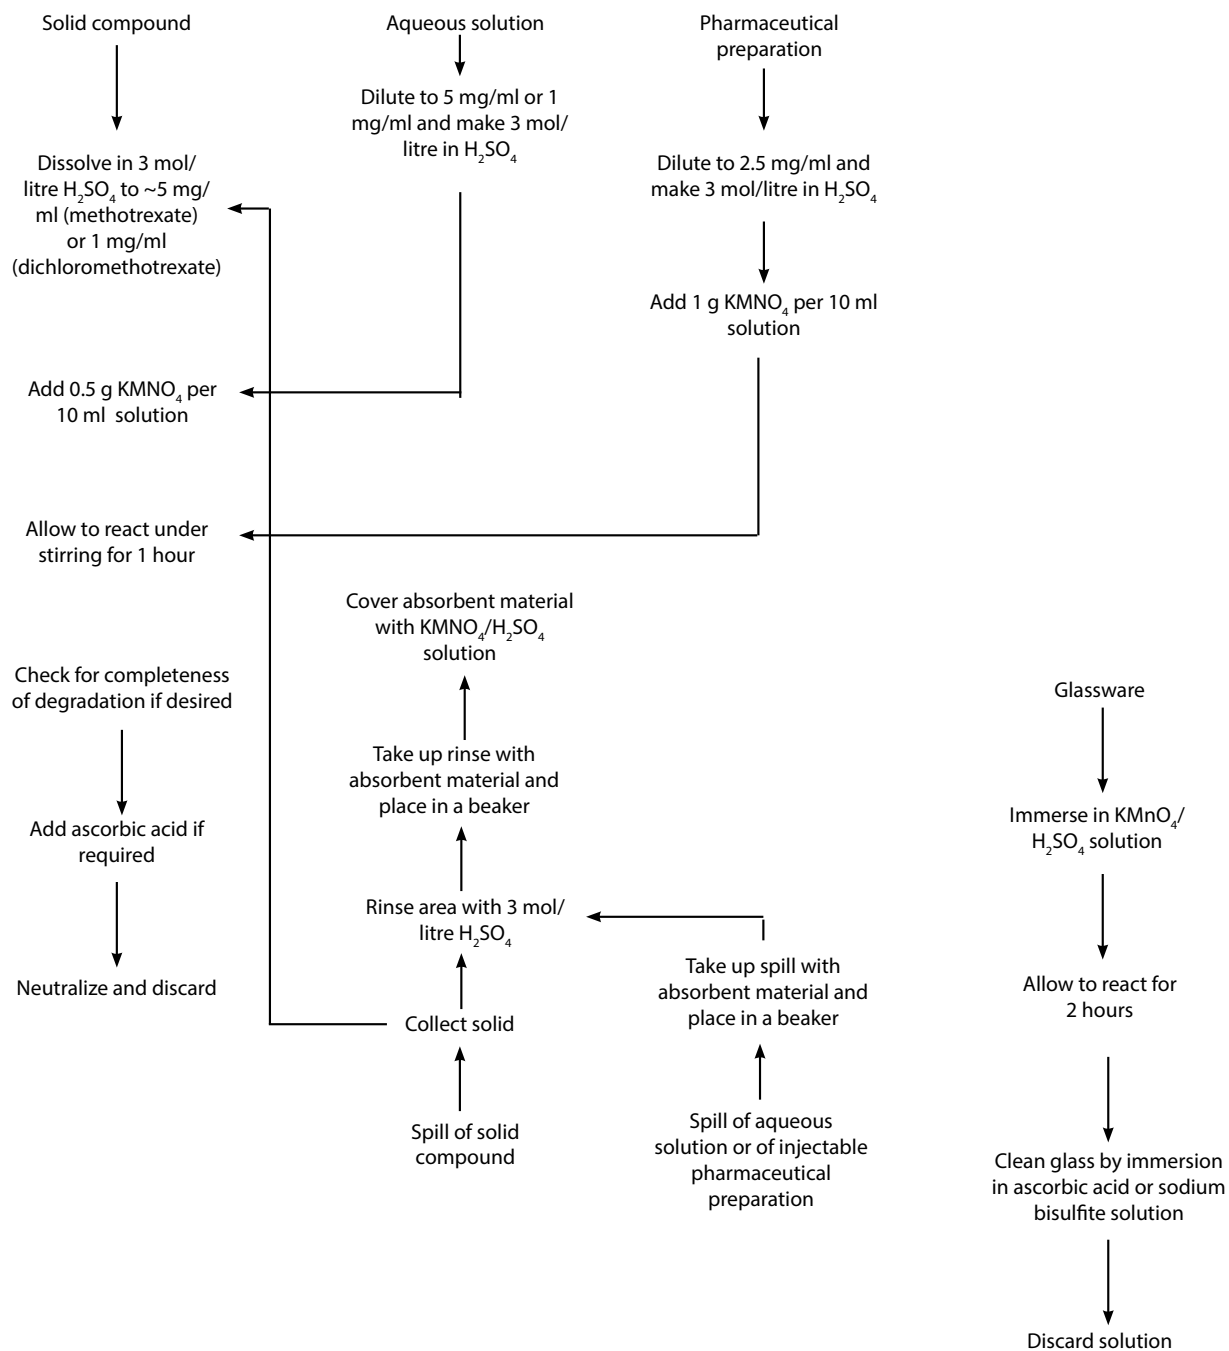 Solid compound
Aqueous solution
Pharmaceutical
preparation
Dilute to 5 mg/ml or 1
mg/ml and make 3 mol/
litre in H₂SO₄
Dissolve in 3 mol/
litre H₂SO₄ to ~5 mg/
ml (methotrexate)
or 1 mg/ml
(dichloromethotrexate)
Dilute to 2.5 mg/ml and
make 3 mol/litre in H₂SO₄
Add 1 g KMNO₄ per 10 ml
solution
Add 0.5 g KMNO₄ per
10 ml solution
Allow to react under
stirring for 1 hour
Cover absorbent material
with KMNO₄/H₂SO₄
solution
Check for completeness
of degradation if desired
Take up rinse with
absorbent material and
place in a beaker
Add ascorbic acid if
required
Rinse area with 3 mol/
litre H₂SO₄
Neutralize and discard
Collect solid
Take up spill with
absorbent material and
place in a beaker
Spill of solid
compound
Spill of aqueous
solution or of injectable
pharmaceutical
preparation
Glassware
Immerse in KMnO₄/
H₂SO₄ solution
Allow to react for
2 hours
Clean glass by immersion
in ascorbic acid or sodium
bisulfite solution
Discard solution